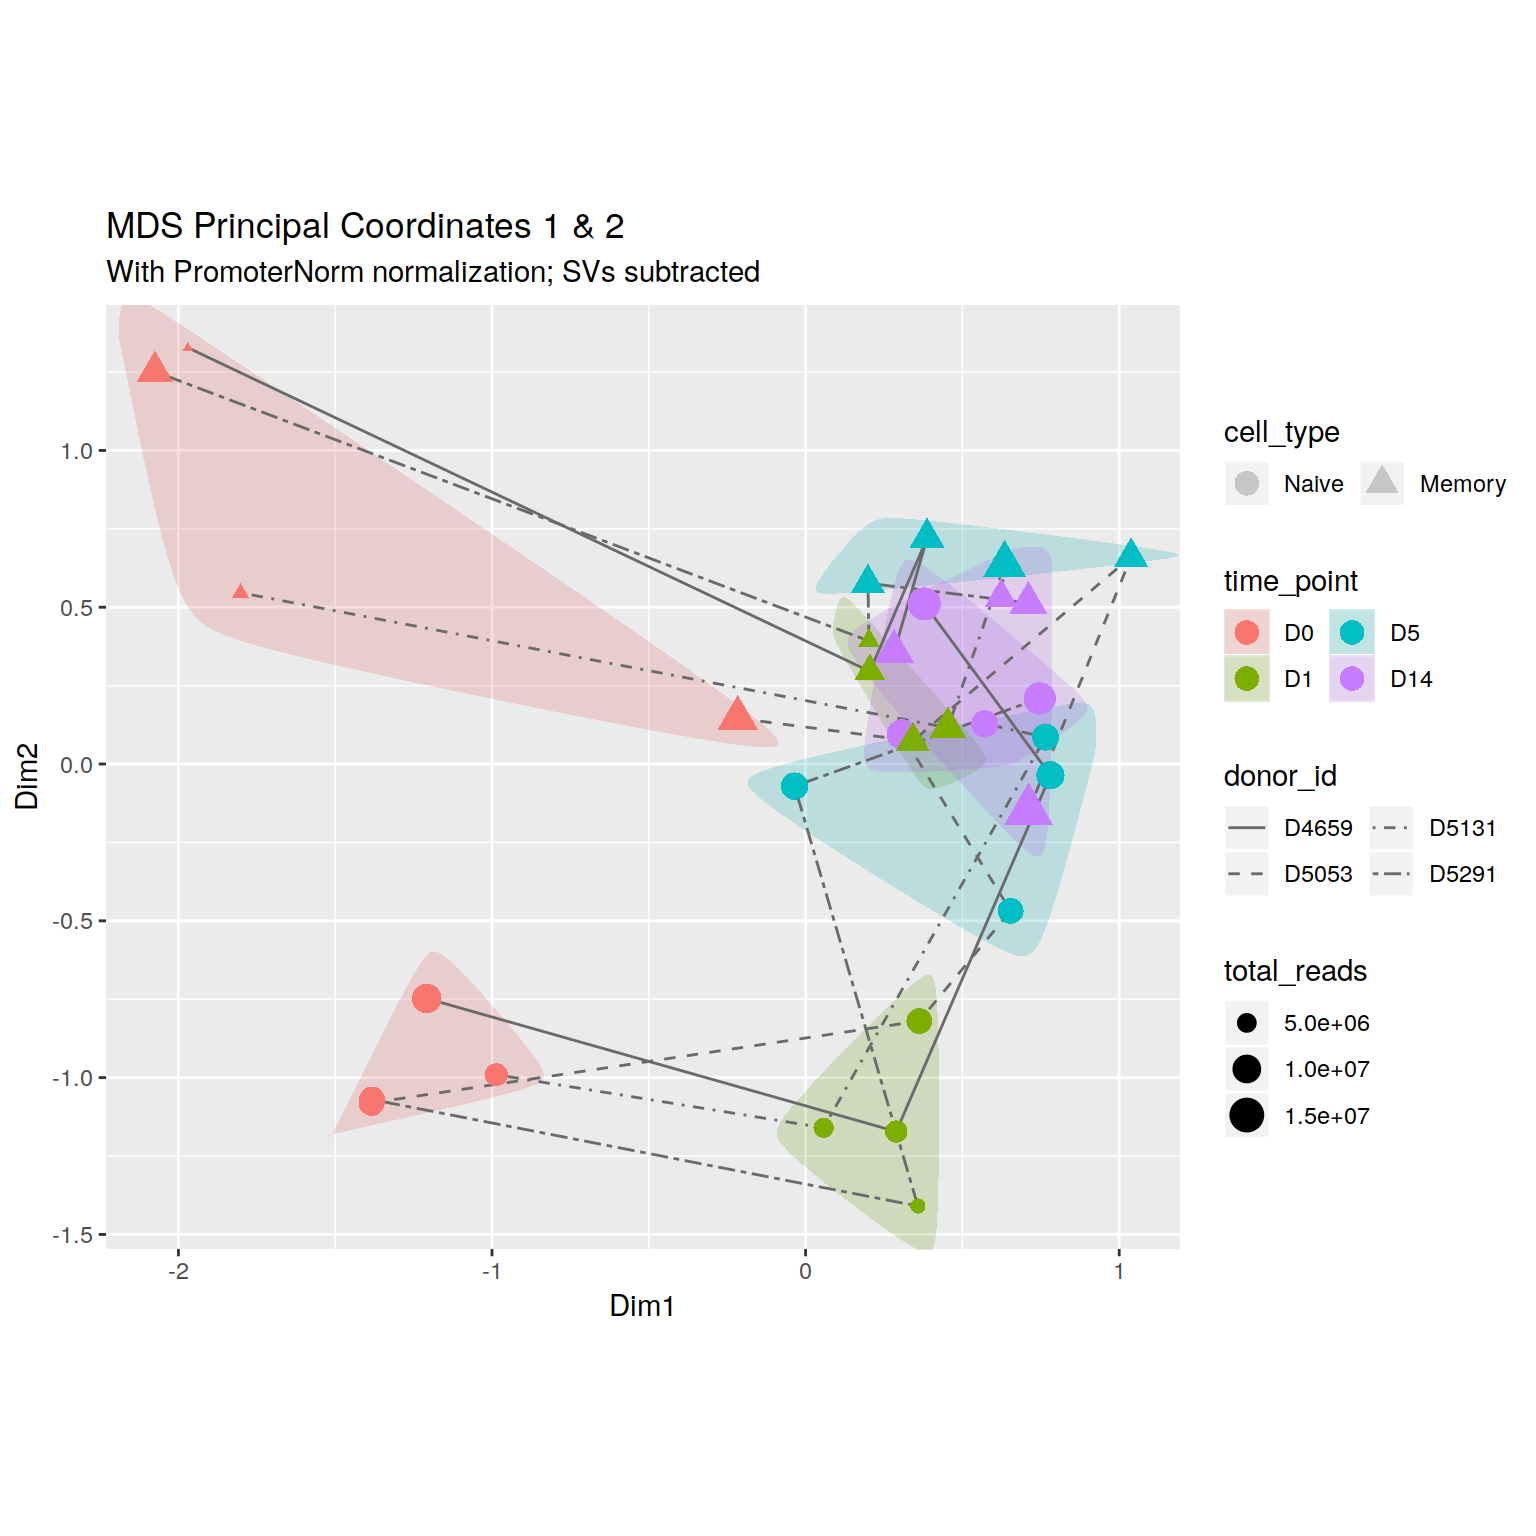 MDS Principal Coordinates 1 & 2
With PromoterNorm normalization; SVs subtracted
Dim2
1.0
0.5
0.0
-0.5
-1.0
-1.5
-2 -1 0 1
Dim1
cell_type
Naive Memory
time_point
D0 D5
D1 D14
donor_id
D4659 D5131
D5053 D5291
total_reads
5.0e+06
1.0e+07
1.5e+07